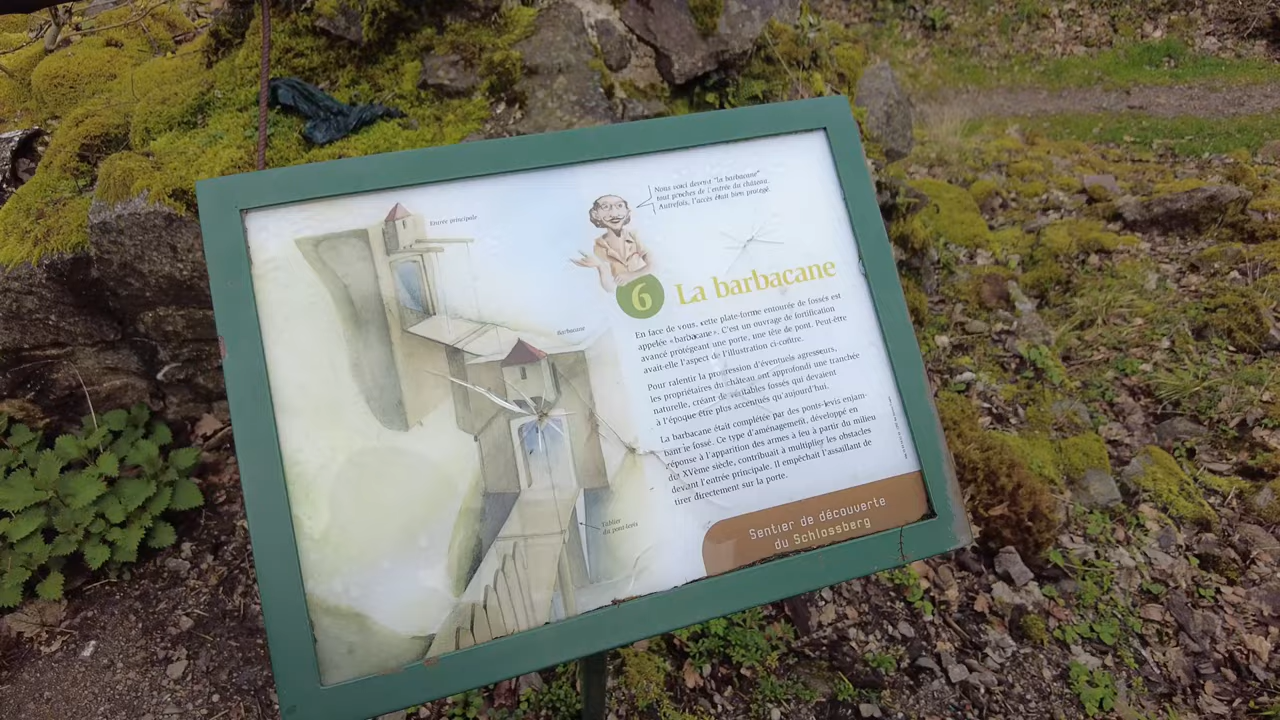 Nous voici devant "la barbacane"
tout proches de l'entrée du château.
Autrefois, l'accès était bien protégé.
Entrée principale
6 La barbacane
En face de vous, cette plate-forme entourée de fossés est
appelée «barbacane». C'est un ouvrage de fortification
avancé protégeant une porte, une tête de pont. Peut-être
avait-elle l'aspect de l'illustration ci-contre.
Pour ralentir la progression d'éventuels agresseurs,
les propriétaires du château ont approfondi une tranchée
naturelle, créant de véritables fossés qui devaient
à l'époque être plus accentués qu'aujourd'hui.
La barbacane était complétée par des ponts-levis enjam-
bant le fossé. Ce type d'aménagement, développé en
réponse à l'apparition des armes à feu à partir du milieu
du XVème siècle, contribuait à multiplier les obstacles
devant l'entrée principale. Il empêchait l'assaillant de
tirer directement sur la porte.
Barbacane
du pont-levis
Sentier de découverte
du Schlossberg